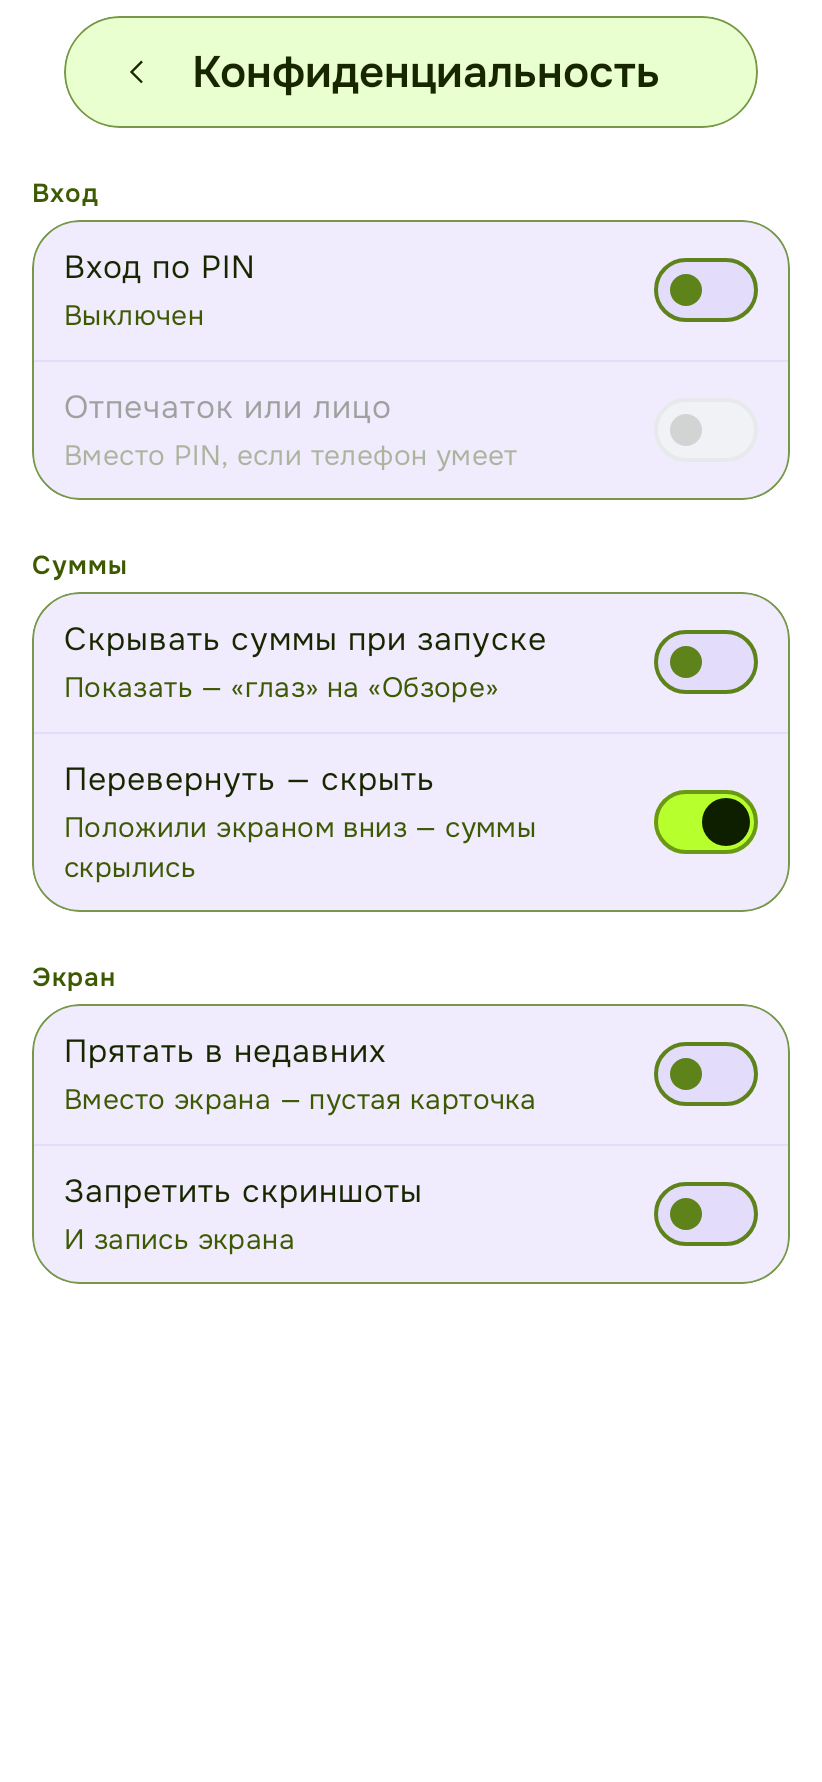 Конфиденциальность
Вход
Вход по PIN
Выключен
Отпечаток или лицо
Вместо PIN, если телефон умеет
Суммы
Скрывать суммы при запуске
Показать — «глаз» на «Обзоре»
Перевернуть — скрыть
Положили экраном вниз — суммы
скрылись
Экран
Прятать в недавних
Вместо экрана — пустая карточка
Запретить скриншоты
И запись экрана